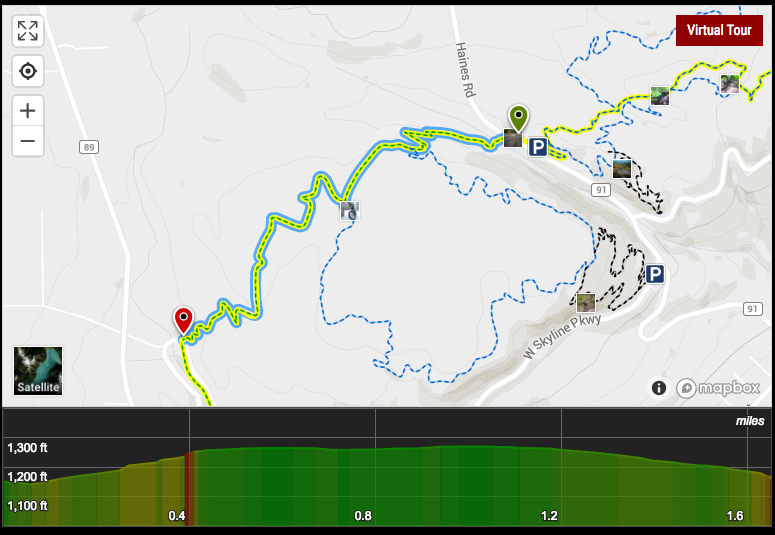 Virtual Tour
Haines Rd
89
P
91
P
91
W Skyline Pkwy
Satellite
mapbox
miles
1,300 ft
1,200 ft
1,100 ft
0.4
0.8
1.2
1.6